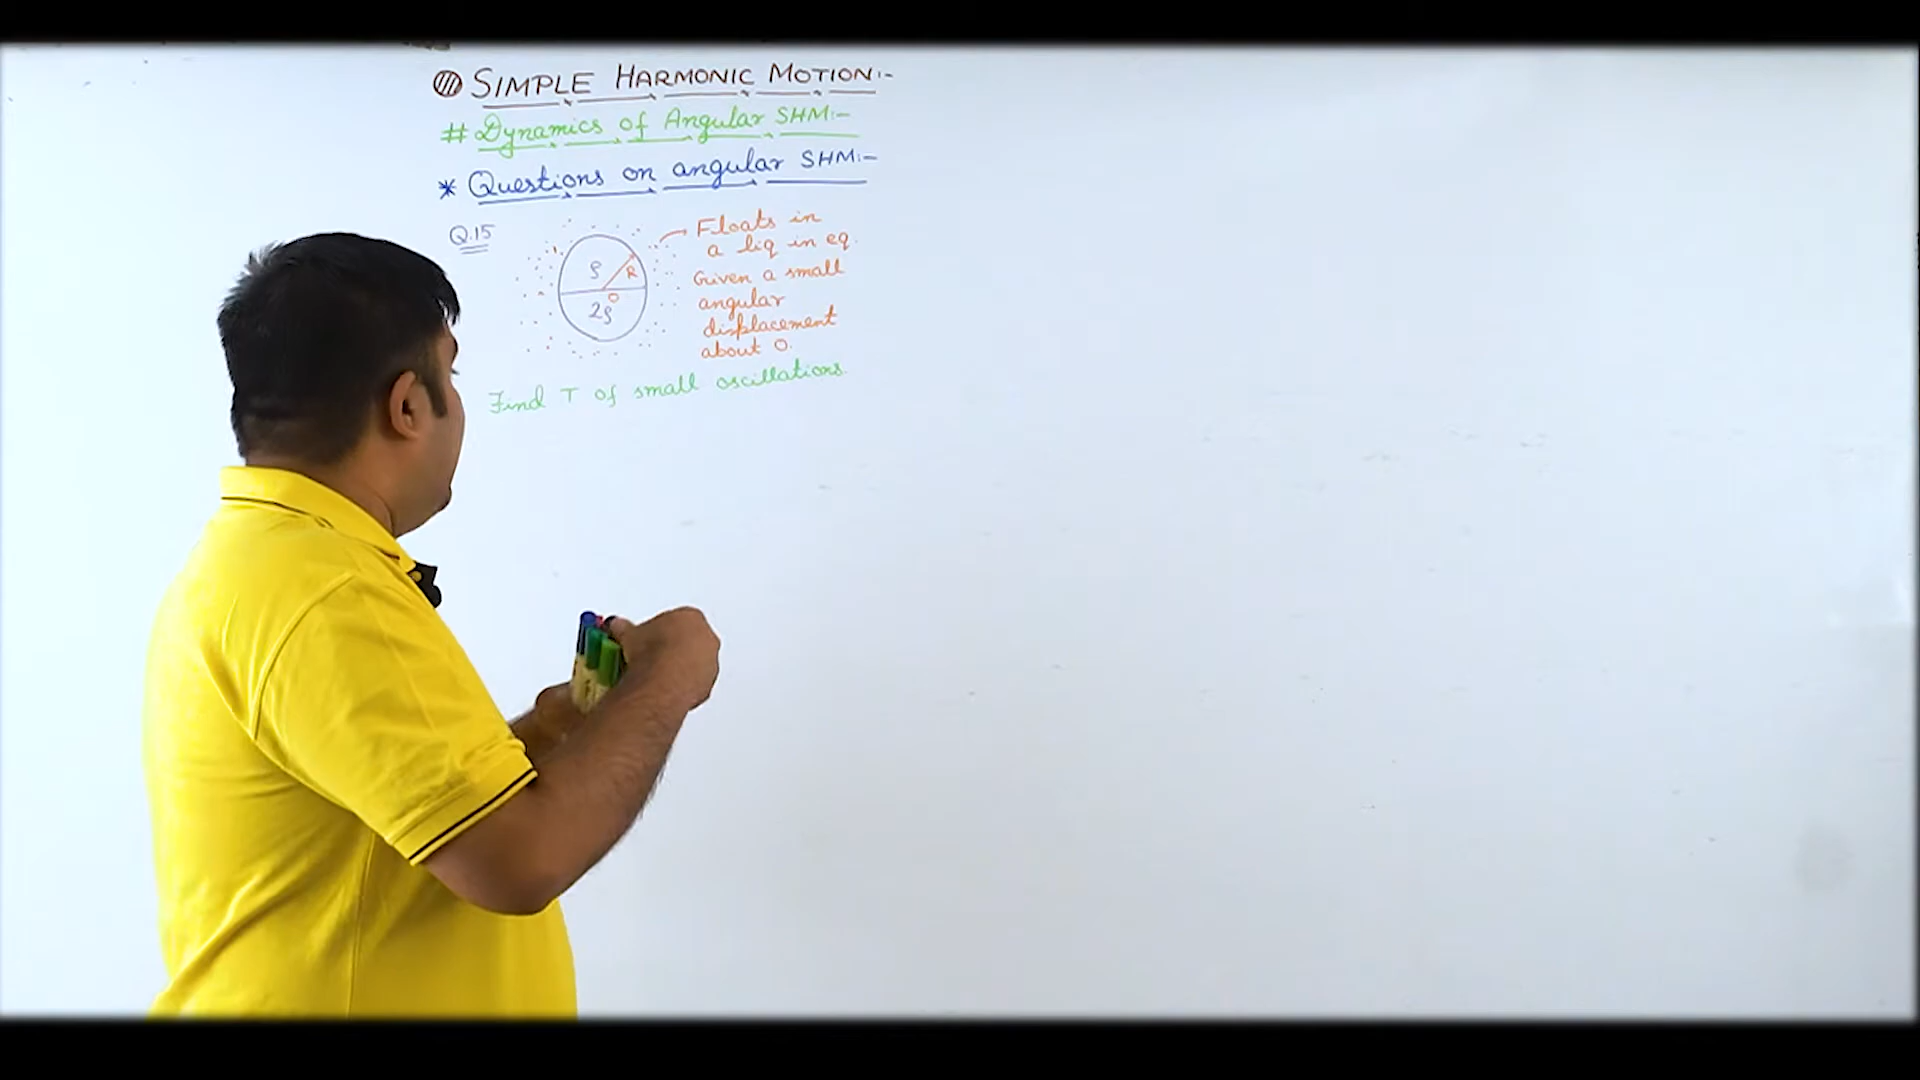 SIMPLE HARMONIC MOTION:-
# Dynamics of Angular SHM:-
* Questions on angular SHM:-
Q.15
ρ
R
O
2ρ
Floats in
a liq in eq.
Given a small
angular
displacement
about O.
Find T of small oscillations.